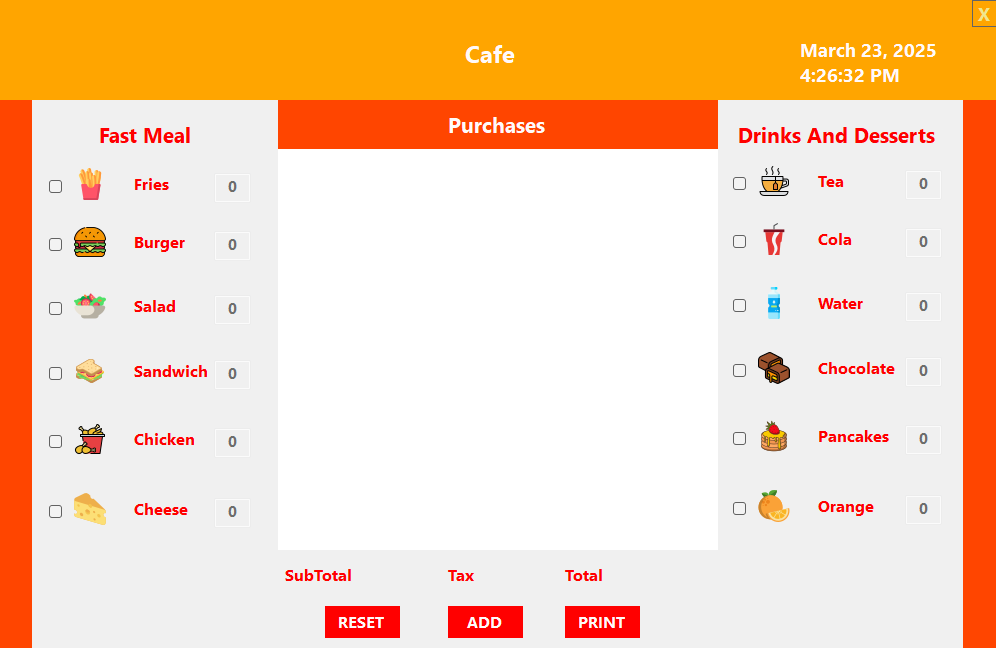 X
Cafe
March 23, 2025
4:26:32 PM
Fast Meal
Fries 0
Burger 0
Salad 0
Sandwich 0
Chicken 0
Cheese 0
Purchases
SubTotal Tax Total
RESET ADD PRINT
Drinks And Desserts
Tea 0
Cola 0
Water 0
Chocolate 0
Pancakes 0
Orange 0